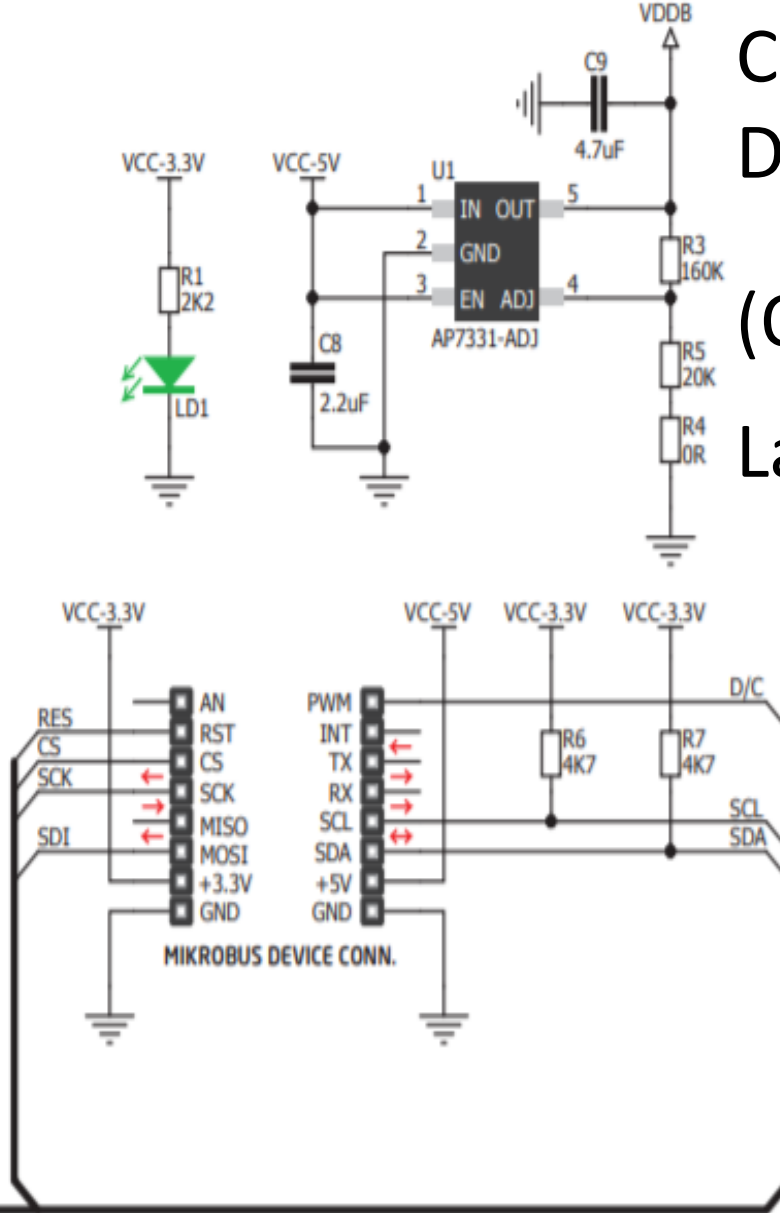 VDDB
C
C9
4.7uF
D
VCC-3.3V
VCC-5V
U1
1
IN
OUT
5
2
GND
3
EN
ADJ
4
AP7331-ADJ
R3
160K
R1
2K2
(
LD1
C8
2.2uF
R5
20K
R4
0R
La
VCC-3.3V
VCC-5V
VCC-3.3V
VCC-3.3V
RES
CS
SCK
SDI
AN
RST
CS
SCK
MISO
MOSI
+3.3V
GND
PWM
INT
TX
RX
SCL
SDA
+5V
GND
R6
4K7
R7
4K7
D/C
SCL
SDA
MIKROBUS DEVICE CONN.